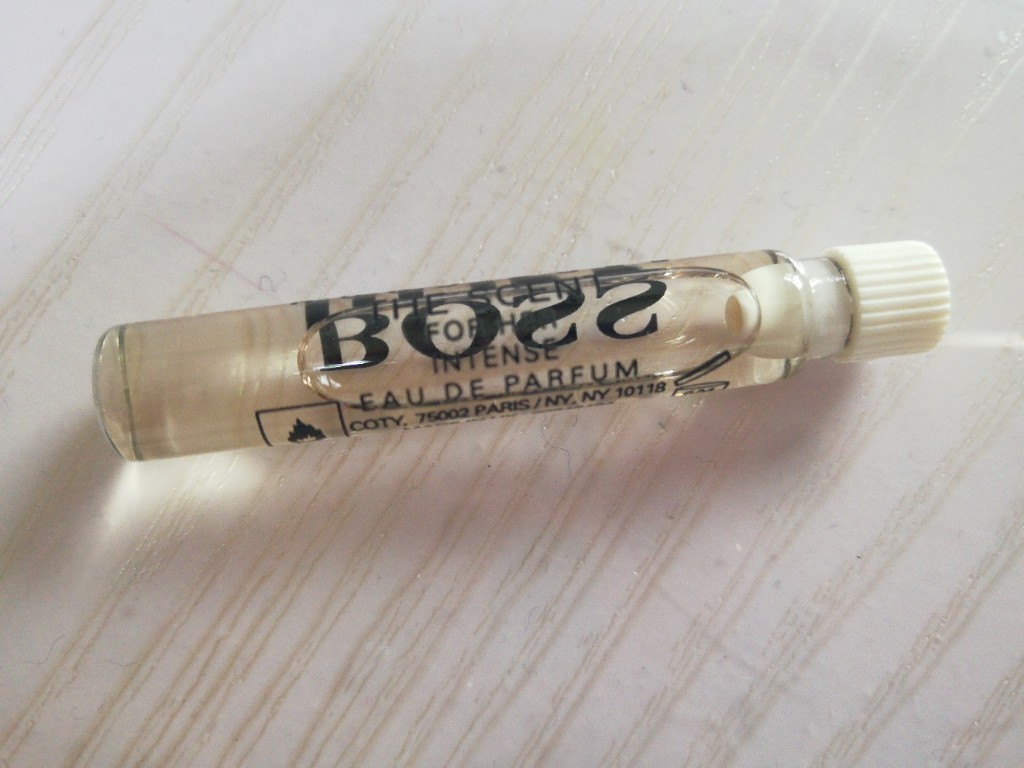 BOSS
THE SCENT
FOR HER
INTENSE
EAU DE PARFUM
COTY, 75002 PARIS / NY, NY 10118